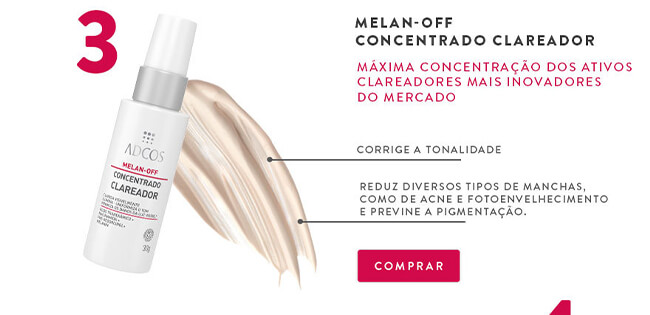 3
MELAN-OFF
CONCENTRADO CLAREADOR
MÁXIMA CONCENTRAÇÃO DOS ATIVOS
CLAREADORES MAIS INOVADORES
DO MERCADO
ADCOS
MELAN-OFF
CONCENTRADO
CLAREADOR
CORRIGE A TONALIDADE
REDUZ DIVERSOS TIPOS DE MANCHAS,
COMO DE ACNE E FOTOENVELHECIMENTO
E PREVINE A PIGMENTAÇÃO.
COMPRAR